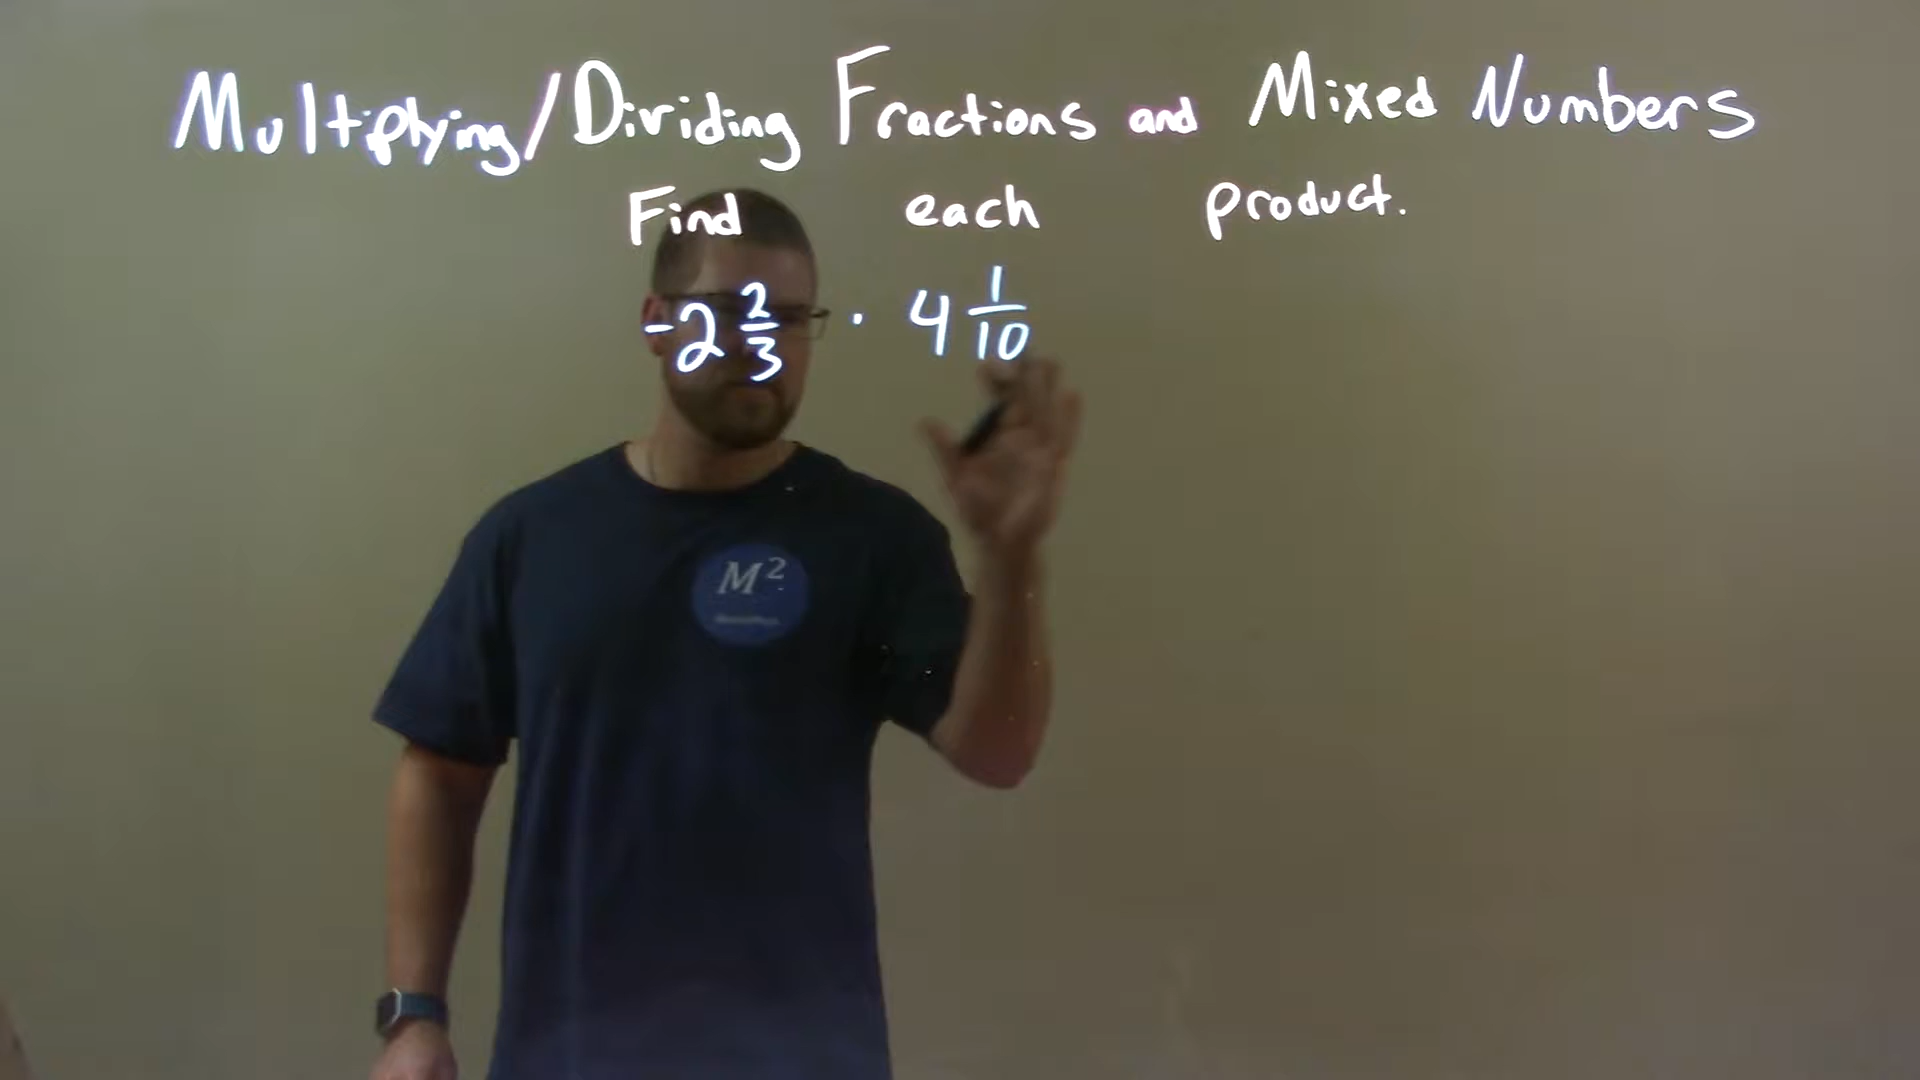 Multiplying/Dividing Fractions and Mixed Numbers
Find each product.
-2 2/3 · 4 1/10
M²